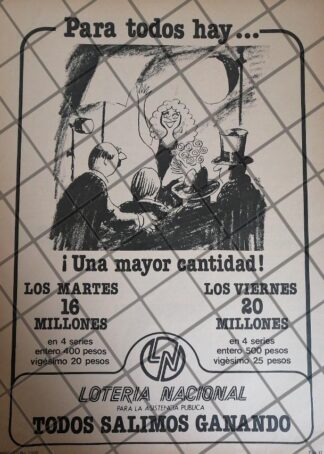 Para todos hay...
¡Una mayor cantidad!
LOS MARTES
16
MILLONES
en 4 series
entero 400 pesos
vigésimo 20 pesos
LOS VIERNES
20
MILLONES
en 4 series
entero 500 pesos
vigésimo 25 pesos
LN
LOTERIA NACIONAL
PARA LA ASISTENCIA PUBLICA
TODOS SALIMOS GANANDO